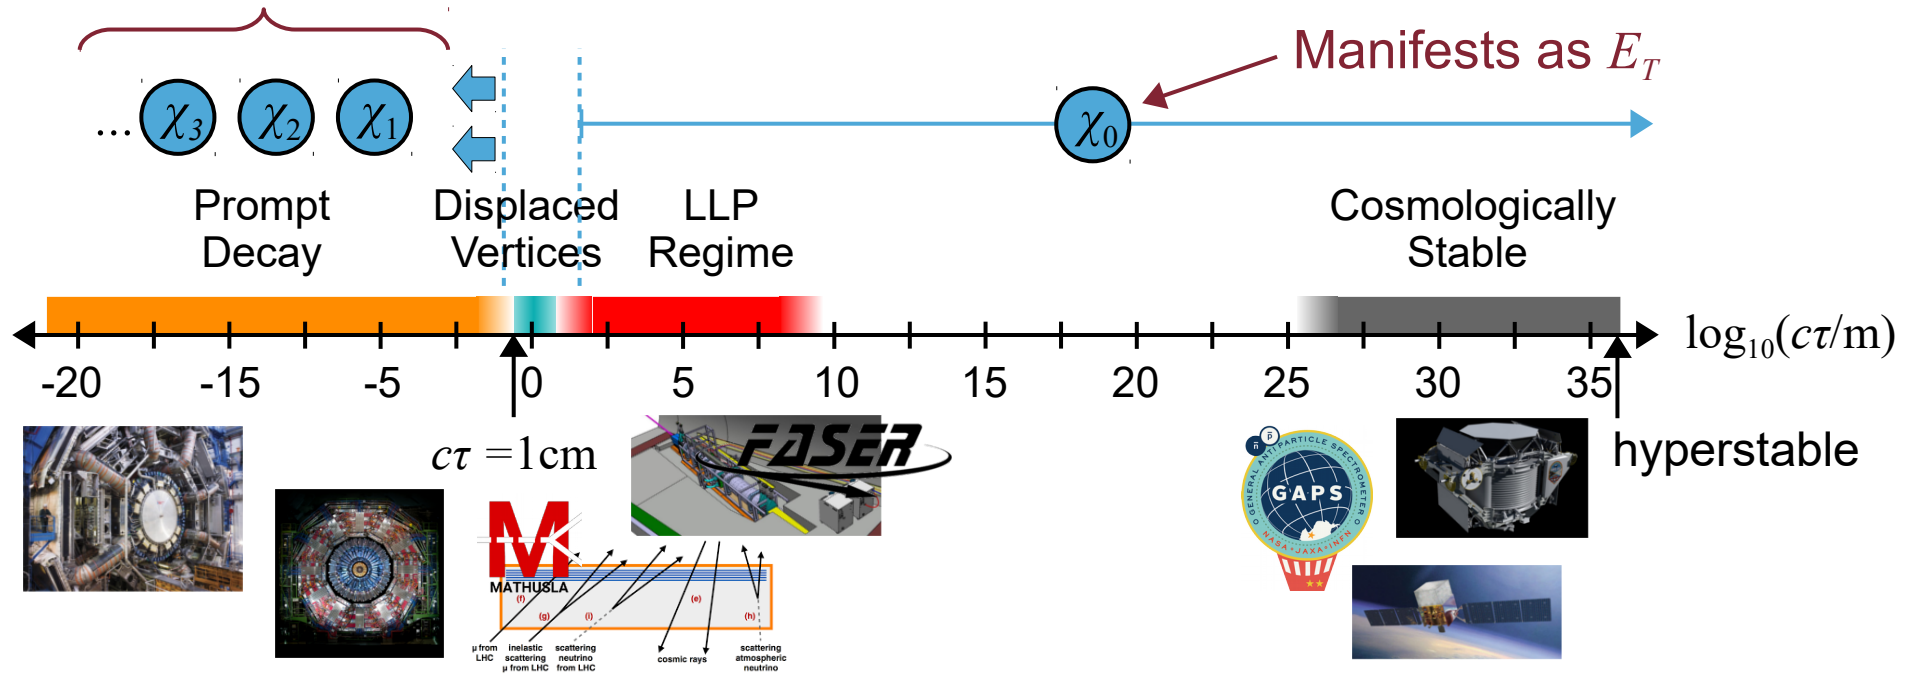 Manifests as E_T
... χ3 χ2 χ1
χ0
Prompt
Decay
Displaced
Vertices
LLP
Regime
Cosmologically
Stable
log10(cτ/m)
-20 -15 -5 0 5 10 15 20 25 30 35
cτ =1cm
hyperstable
FASER
M
MATHUSLA
(f)
(g)
(i)
(e)
(h)
μ from
LHC
inelastic
scattering
μ from LHC
scattering
neutrino
from LHC
cosmic rays
scattering
atmospheric
neutrino
n̄ p̄
GENERAL ANTIPARTICLE SPECTROMETER
GAPS
NASA • JAXA • INFN